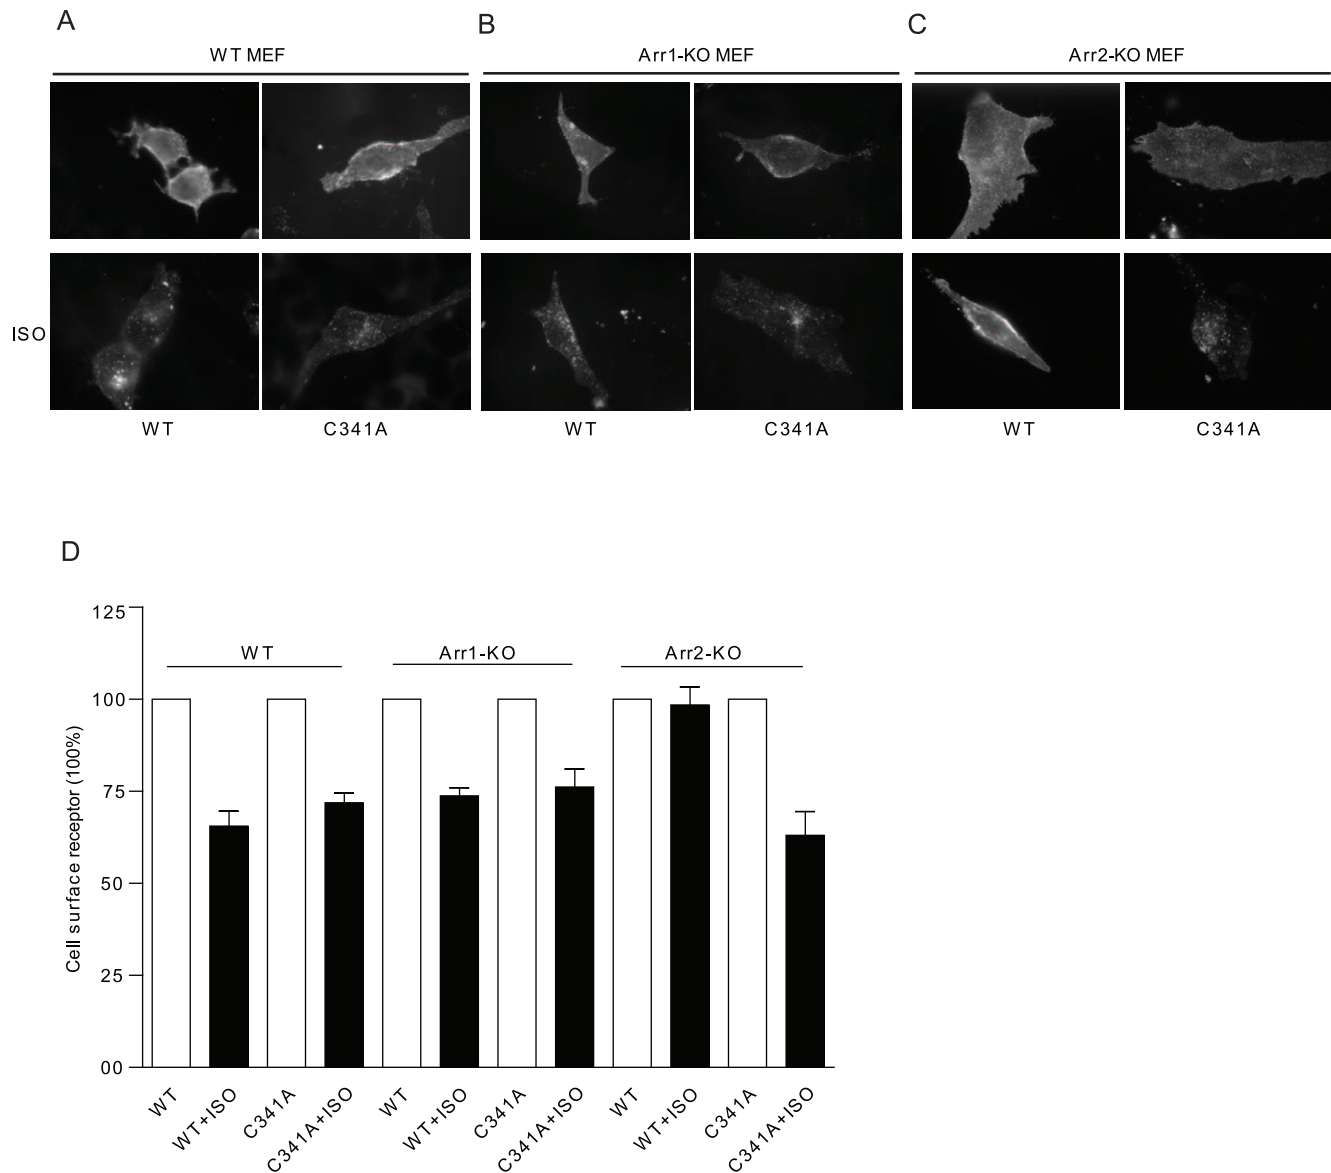 A
B
C
WT MEF
Arr1-KO MEF
Arr2-KO MEF
ISO
WT
C341A
WT
C341A
WT
C341A
D
125
100
75
50
25
00
Cell surface receptor (100%)
WT
Arr1-KO
Arr2-KO
WT
WT+ISO
C341A
C341A+ISO
WT
WT+ISO
C341A
C341A+ISO
WT
WT+ISO
C341A
C341A+ISO